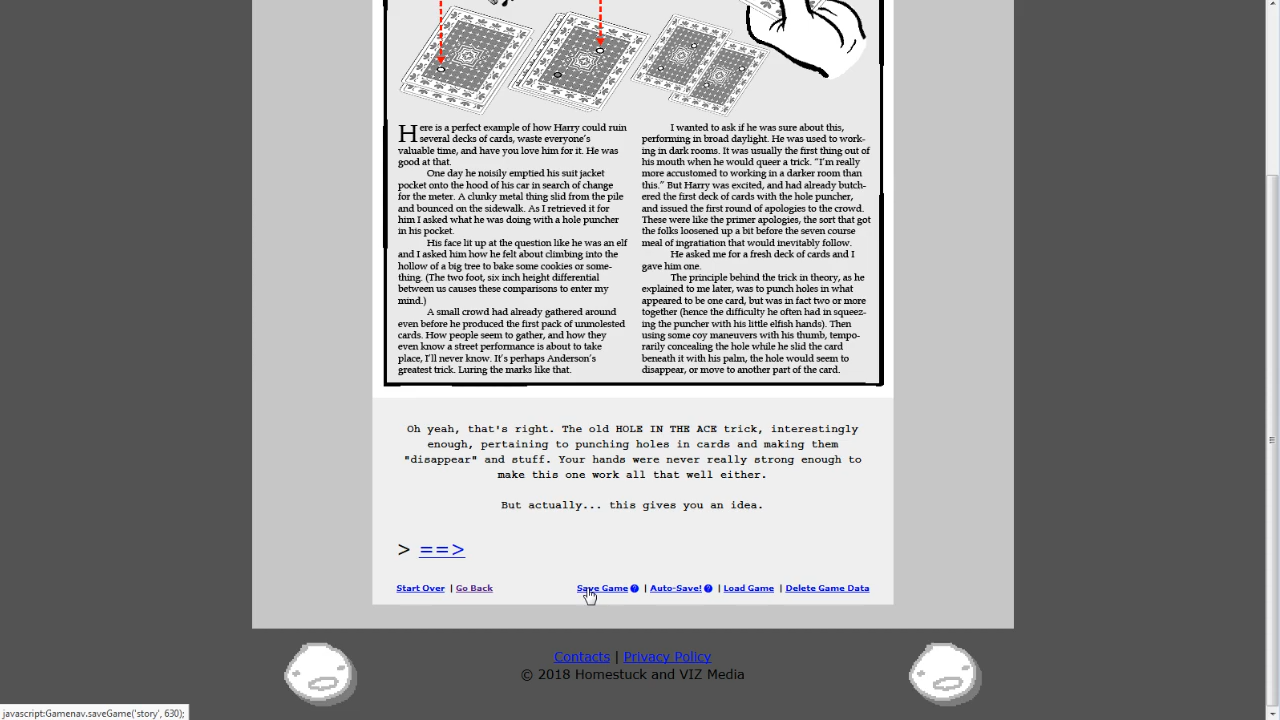 Here is a perfect example of how Harry could ruin
several decks of cards, waste everyone's
valuable time, and have you love him for it. He was
good at that.
One day he noisily emptied his suit jacket
pocket onto the hood of his car in search of change
for the meter. A clunky metal thing slid from the pile
and bounced on the sidewalk. As I retrieved it for
him I asked what he was doing with a hole puncher
in his pocket.
His face lit up at the question like he was an elf
and I asked him how he felt about climbing into the
hollow of a big tree to bake some cookies or some-
thing. (The two foot, six inch height differential
between us causes these comparisons to enter my
mind.)
A small crowd had already gathered around
even before he produced the first pack of unmolested
cards. How people seem to gather, and how they
even know a street performance is about to take
place, I'll never know. It's perhaps Anderson's
greatest trick. Luring the marks like that.
I wanted to ask if he was sure about this,
performing in broad daylight. He was used to work-
ing in dark rooms. It was usually the first thing out of
his mouth when he would queer a trick. "I'm really
more accustomed to working in a darker room than
this." But Harry was excited, and had already butch-
ered the first deck of cards with the hole puncher,
and issued the first round of apologies to the crowd.
These were like the primer apologies, the sort that got
the folks loosened up a bit before the seven course
meal of ingratiation that would inevitably follow.
He asked me for a fresh deck of cards and I
gave him one.
The principle behind the trick in theory, as he
explained to me later, was to punch holes in what
appeared to be one card, but was in fact two or more
together (hence the difficulty he often had in squeez-
ing the puncher with his little elfish hands). Then
using some coy maneuvers with his thumb, tempo-
rarily concealing the hole while he slid the card
beneath it with his palm, the hole would seem to
disappear, or move to another part of the card.
Oh yeah, that's right. The old HOLE IN THE ACE trick, interestingly
enough, pertaining to punching holes in cards and making them
"disappear" and stuff. Your hands were never really strong enough to
make this one work all that well either.
But actually... this gives you an idea.
> ==>
Start Over | Go Back Save Game ? | Auto-Save! ? | Load Game | Delete Game Data
Contacts | Privacy Policy
© 2018 Homestuck and VIZ Media
javascript:Gamenav.saveGame('story', 630);